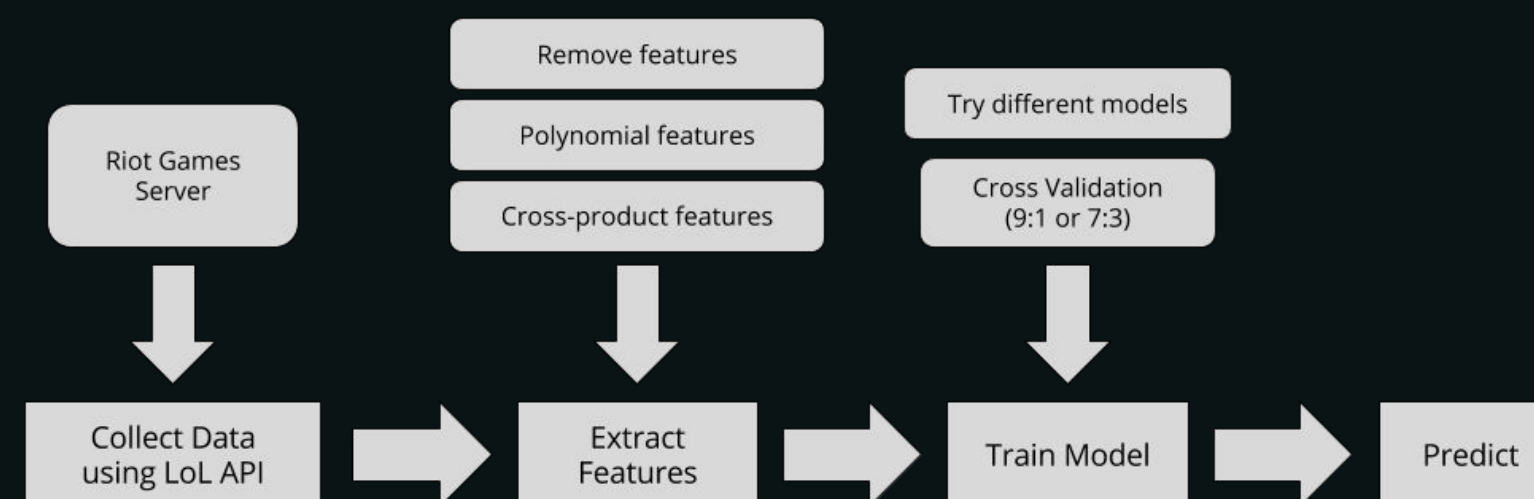 Remove features
Try different models
Riot Games
Server
Polynomial features
Cross Validation
(9:1 or 7:3)
Cross-product features
Collect Data
using LoL API
Extract
Features
Train Model
Predict